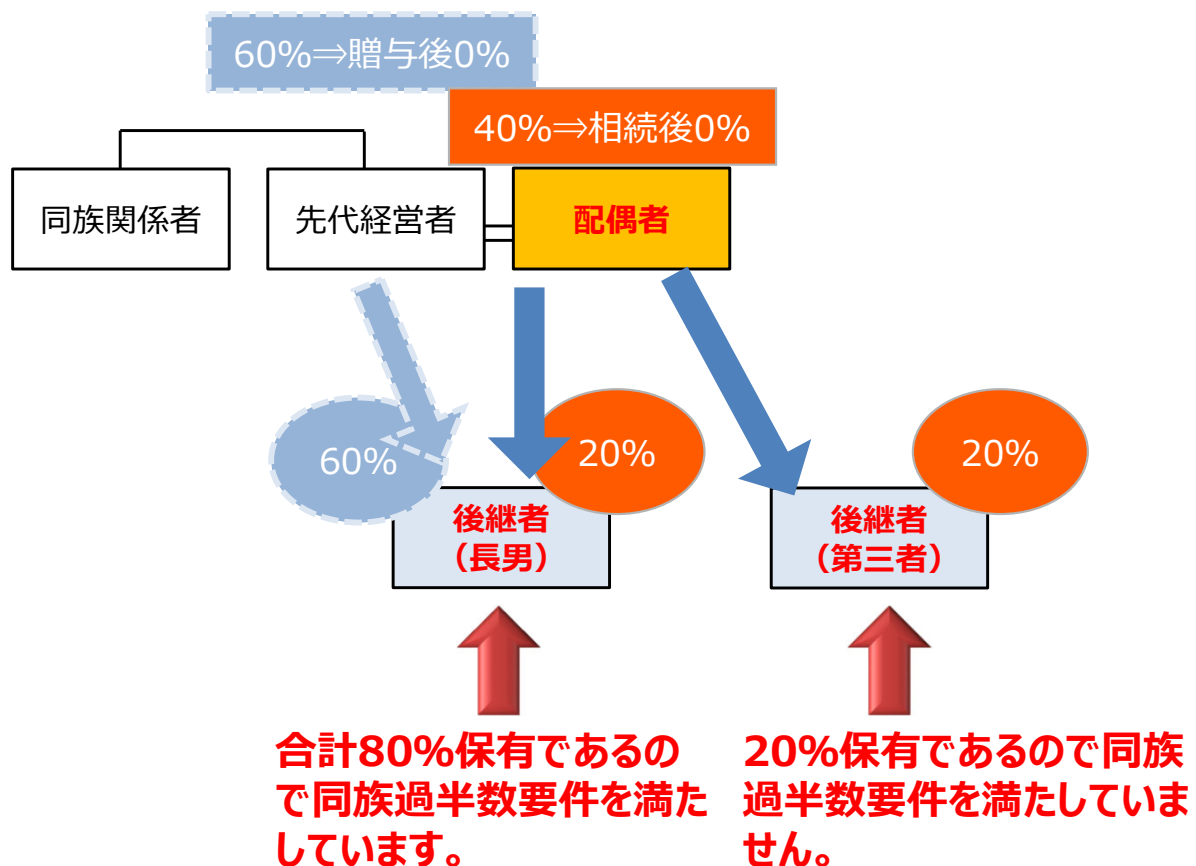 60%⇒贈与後0%
40%⇒相続後0%
同族関係者
先代経営者
配偶者
60%
20%
20%
後継者
（長男）
後継者
（第三者）
合計80%保有であるの
で同族過半数要件を満た
しています。
20%保有であるので同族
過半数要件を満たしていま
せん。